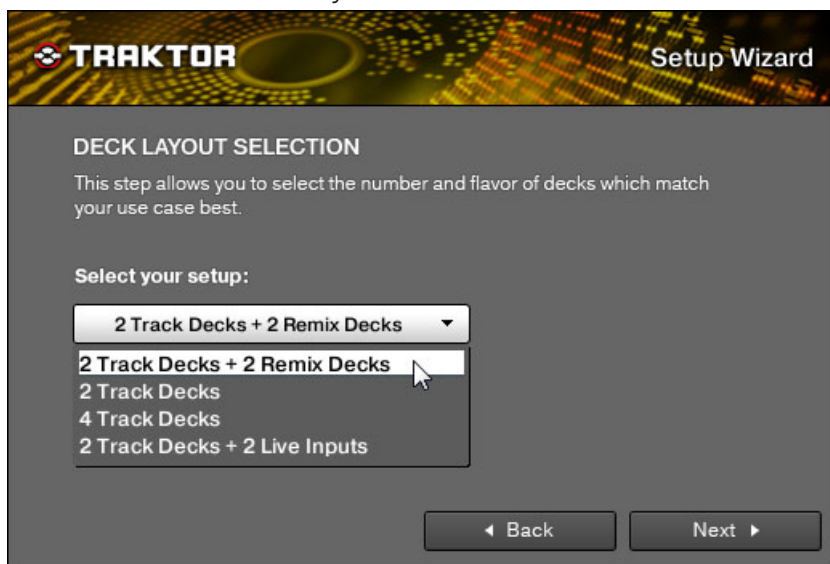 TRAKTOR
Setup Wizard
DECK LAYOUT SELECTION
This step allows you to select the number and flavor of decks which match
your use case best.
Select your setup:
2 Track Decks + 2 Remix Decks
2 Track Decks + 2 Remix Decks
2 Track Decks
4 Track Decks
2 Track Decks + 2 Live Inputs
Back
Next